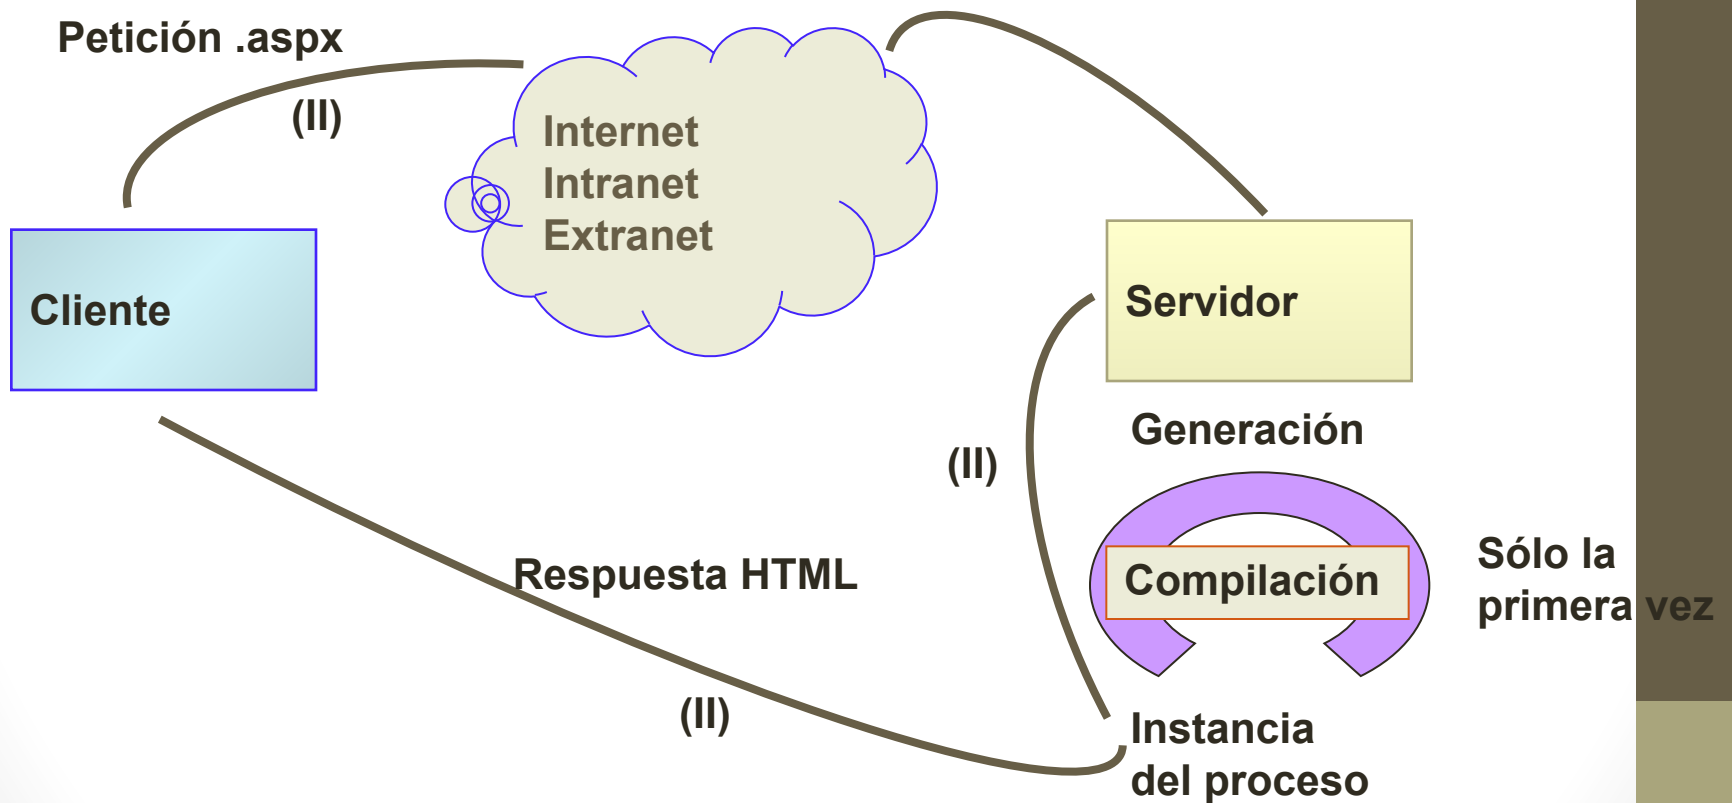 Petición .aspx
(II)
Internet
Intranet
Extranet
Cliente
Servidor
Generación
(II)
Compilación
Sólo la
primera vez
Respuesta HTML
(II)
Instancia
del proceso